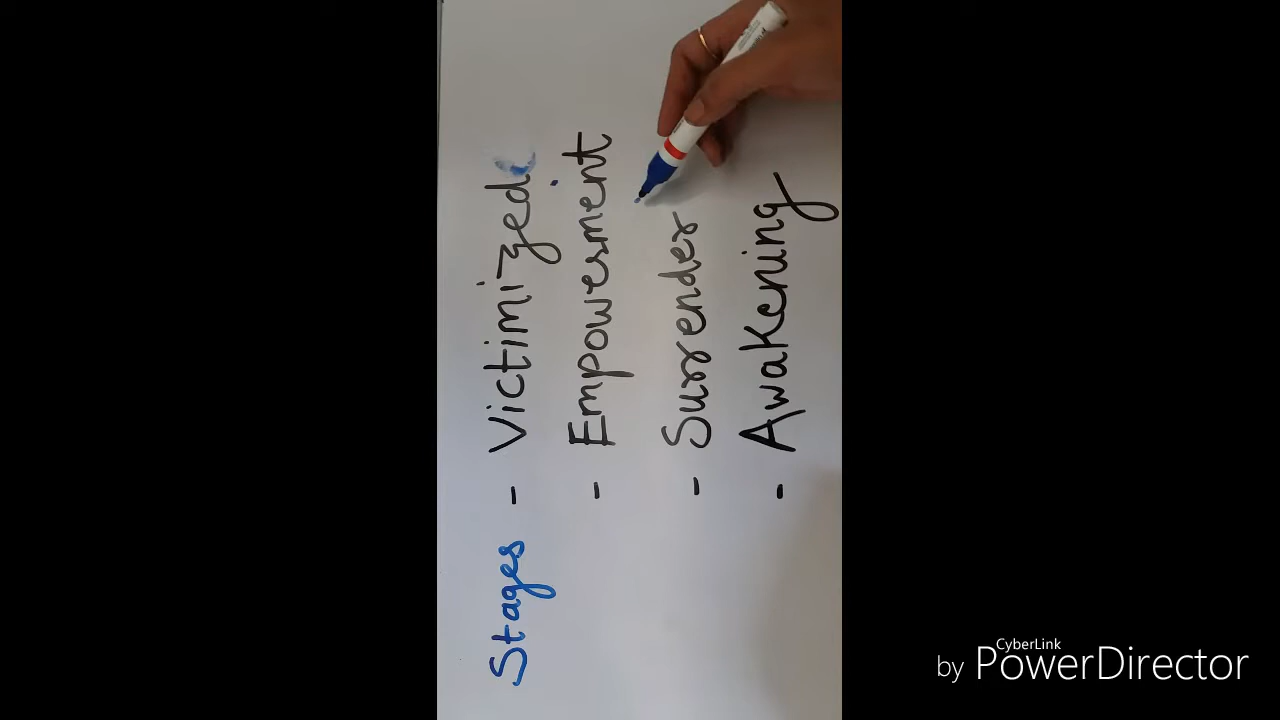 Stages - Victimized
- Empowerment
- Surrender
- Awakening
CyberLink
by PowerDirector